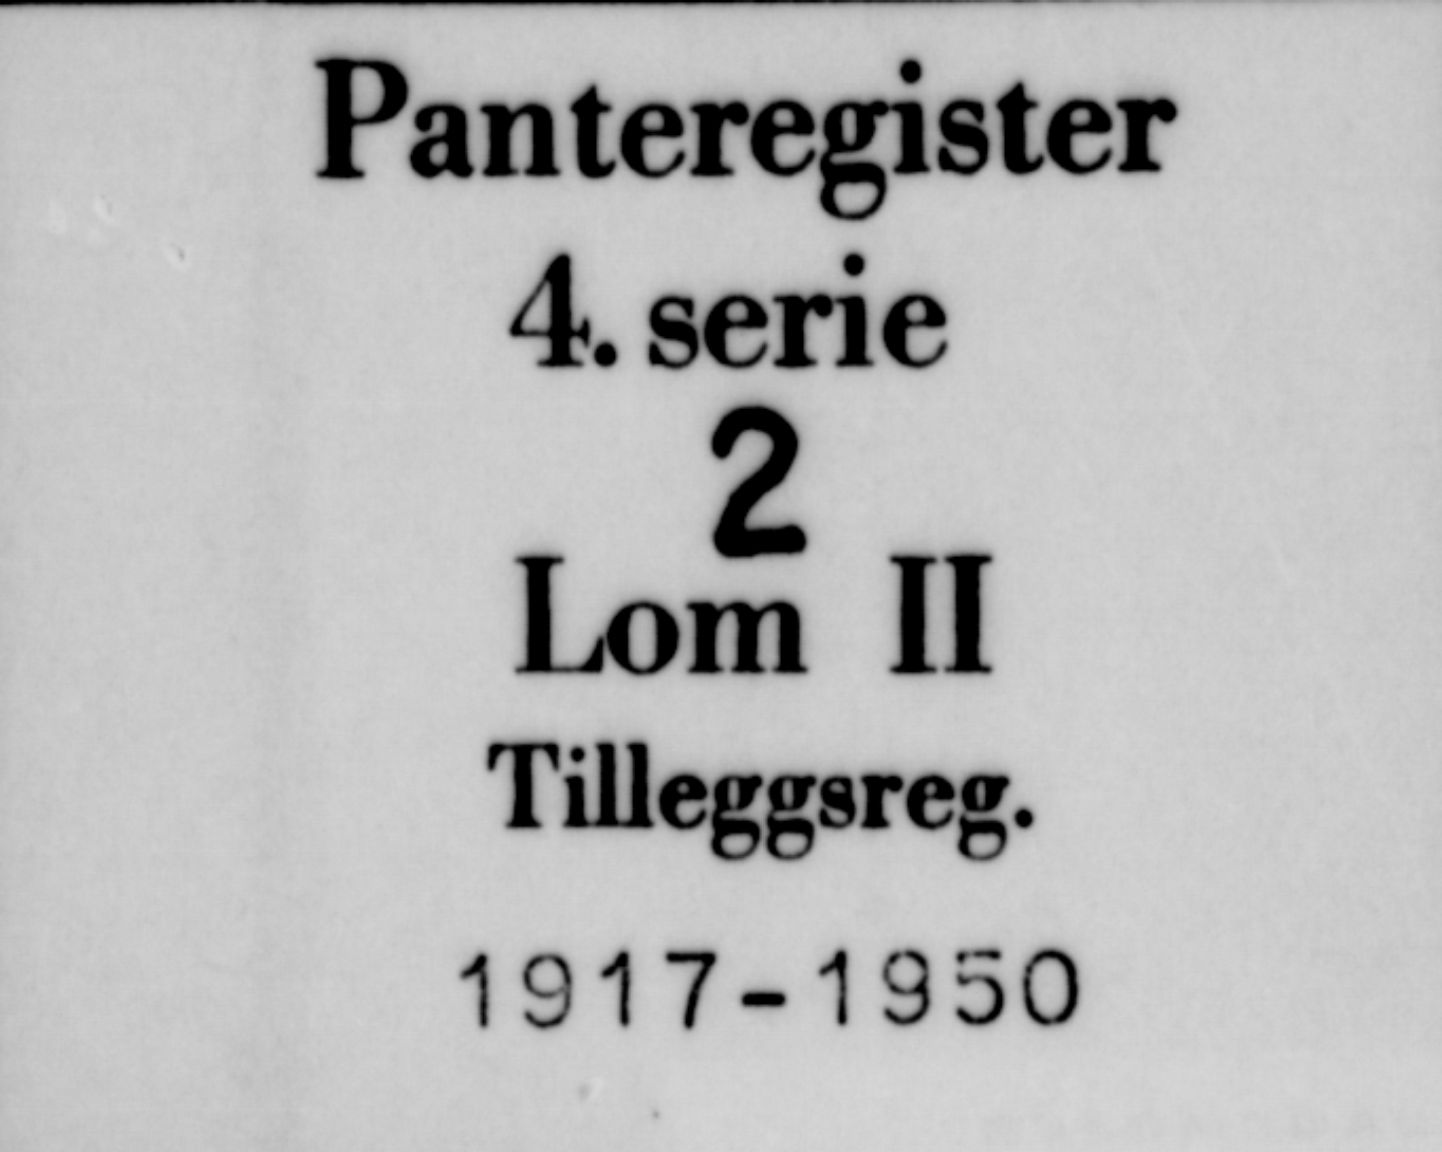 Panteregister
4. serie
2
Lom II
Tilleggsreg.
1917-1950